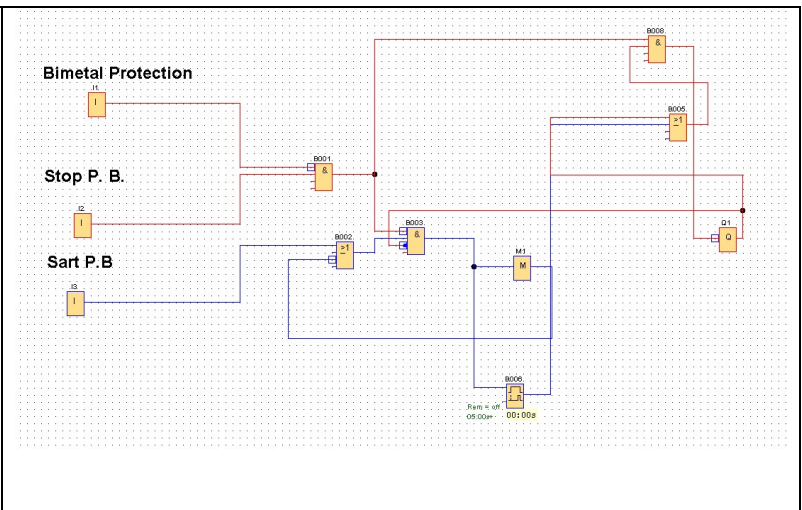 B008
&
Bimetal Protection
I1
I
B005
>1
B001
&
Stop P. B.
I2
I
B003
&
Q1
Q
B002
>1
Sart P.B
M1
M
I3
I
B006
Rem = off
05:00s+
00:00s